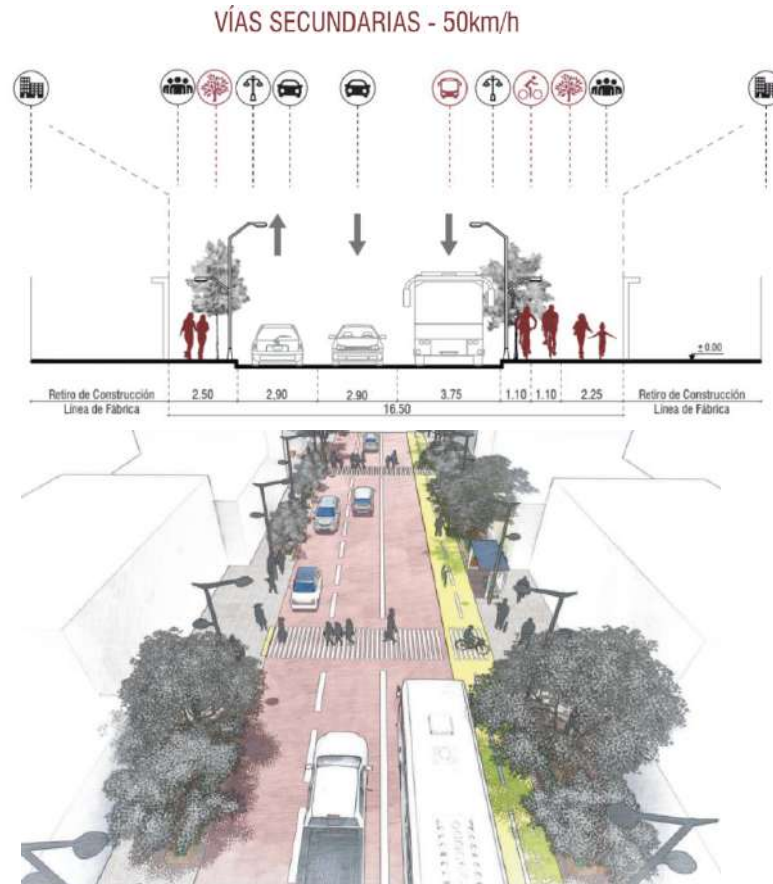 VÍAS SECUNDARIAS - 50km/h
± 0.00
Retiro de Construcción 2.50 2.90 2.90 3.75 1.10 1.10 2.25 Retiro de Construcción
Línea de Fábrica 16.50 Línea de Fábrica